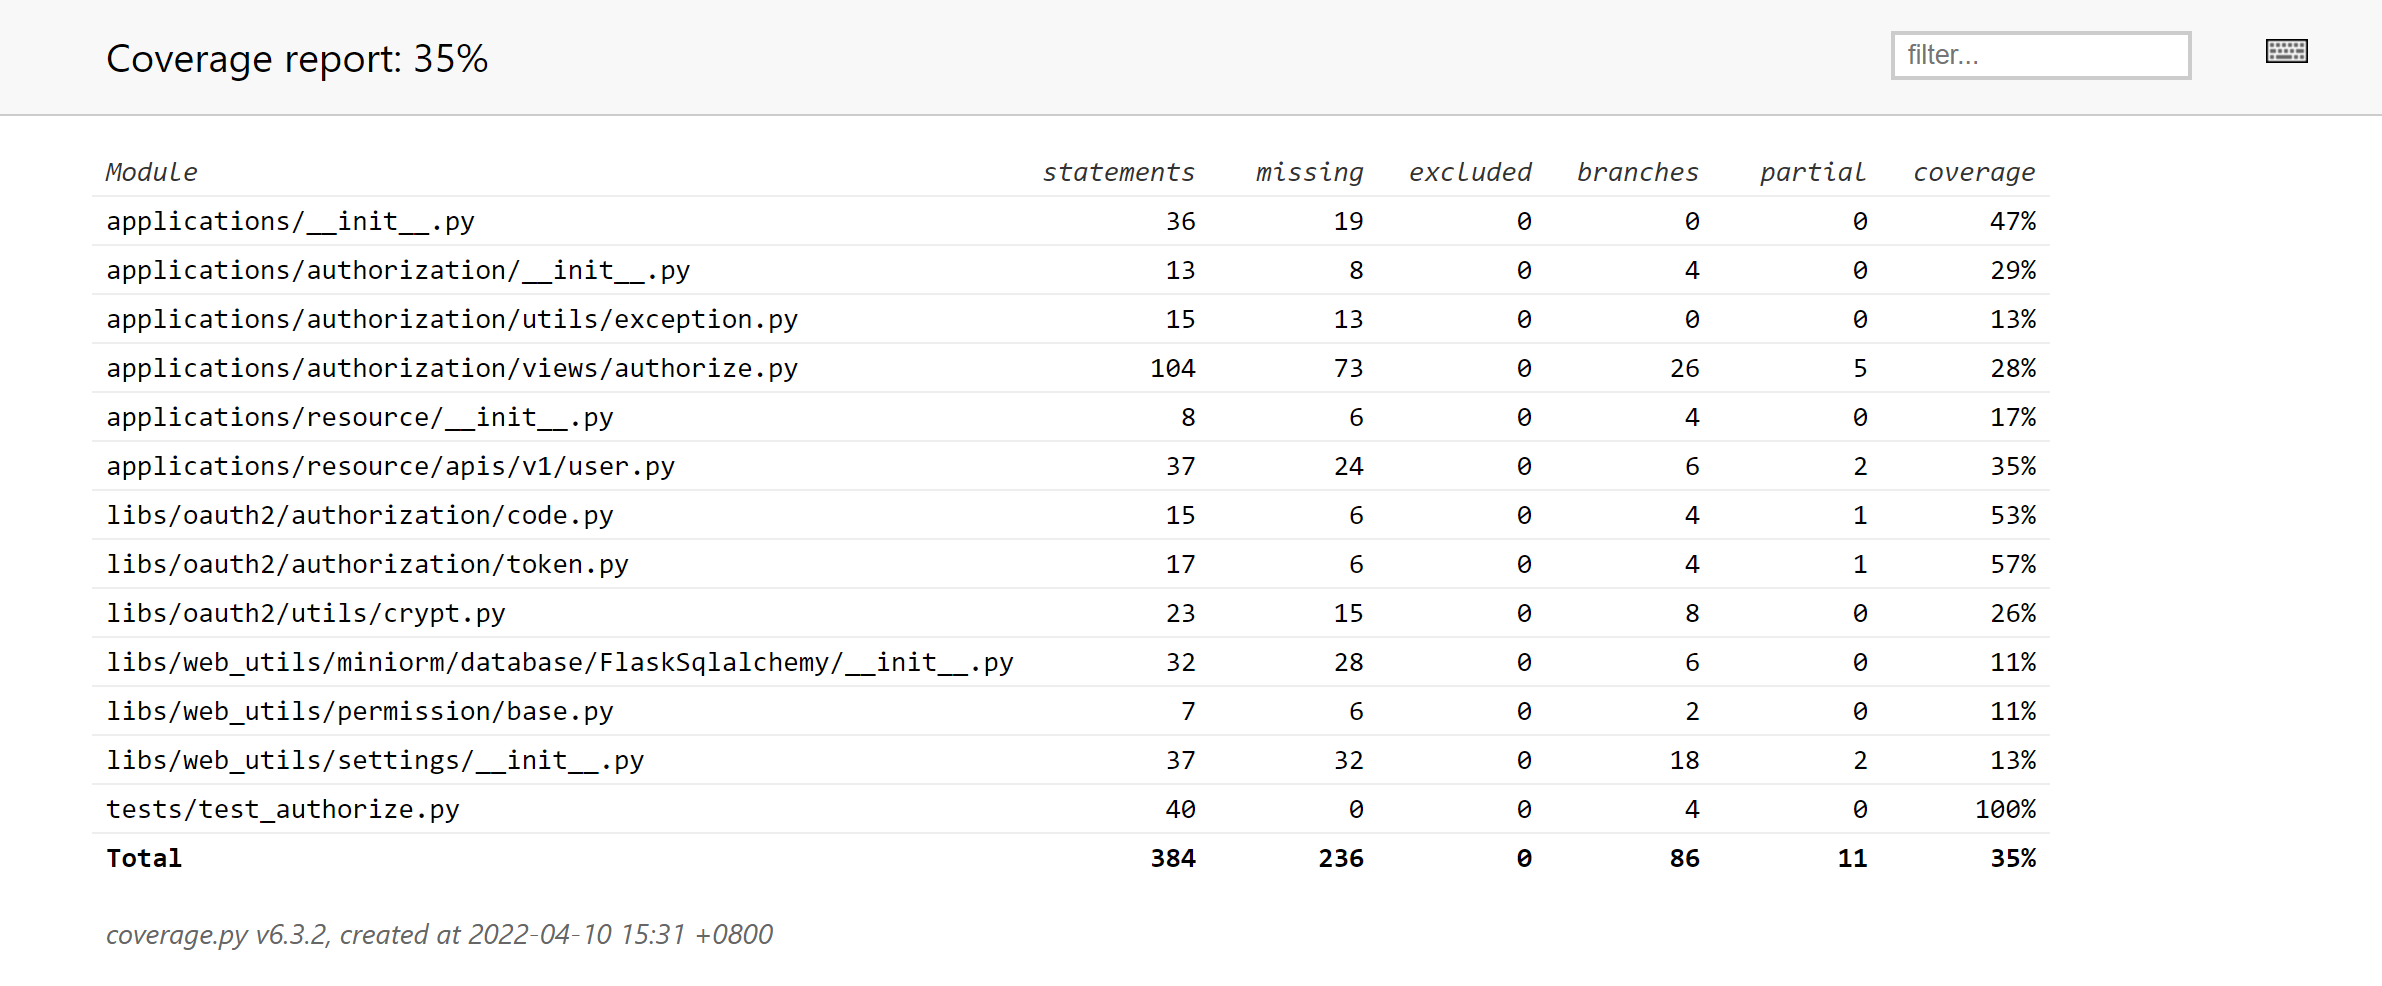 Coverage report: 35%
filter...
Module statements missing excluded branches partial coverage
applications/__init__.py 36 19 0 0 0 47%
applications/authorization/__init__.py 13 8 0 4 0 29%
applications/authorization/utils/exception.py 15 13 0 0 0 13%
applications/authorization/views/authorize.py 104 73 0 26 5 28%
applications/resource/__init__.py 8 6 0 4 0 17%
applications/resource/apis/v1/user.py 37 24 0 6 2 35%
libs/oauth2/authorization/code.py 15 6 0 4 1 53%
libs/oauth2/authorization/token.py 17 6 0 4 1 57%
libs/oauth2/utils/crypt.py 23 15 0 8 0 26%
libs/web_utils/miniorm/database/FlaskSqlalchemy/__init__.py 32 28 0 6 0 11%
libs/web_utils/permission/base.py 7 6 0 2 0 11%
libs/web_utils/settings/__init__.py 37 32 0 18 2 13%
tests/test_authorize.py 40 0 0 4 0 100%
Total 384 236 0 86 11 35%
coverage.py v6.3.2, created at 2022-04-10 15:31 +0800